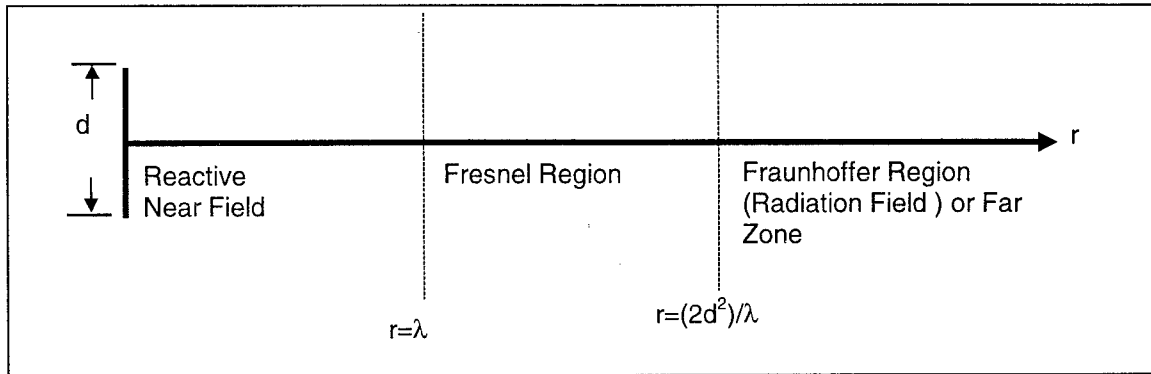 d
r
Reactive
Near Field
Fresnel Region
Fraunhoffer Region
(Radiation Field ) or Far
Zone
r=λ
r=(2d²)/λ